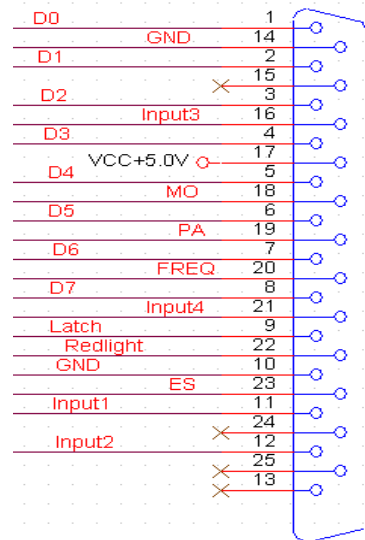 D0 1
GND 14
D1 2
15
D2 3
Input3 16
D3 4
VCC+5.0V 17
D4 5
MO 18
D5 6
PA 19
D6 7
FREQ 20
D7 8
Input4 21
Latch 9
Redlight 22
GND 10
ES 23
Input1 11
24
Input2 12
25
13